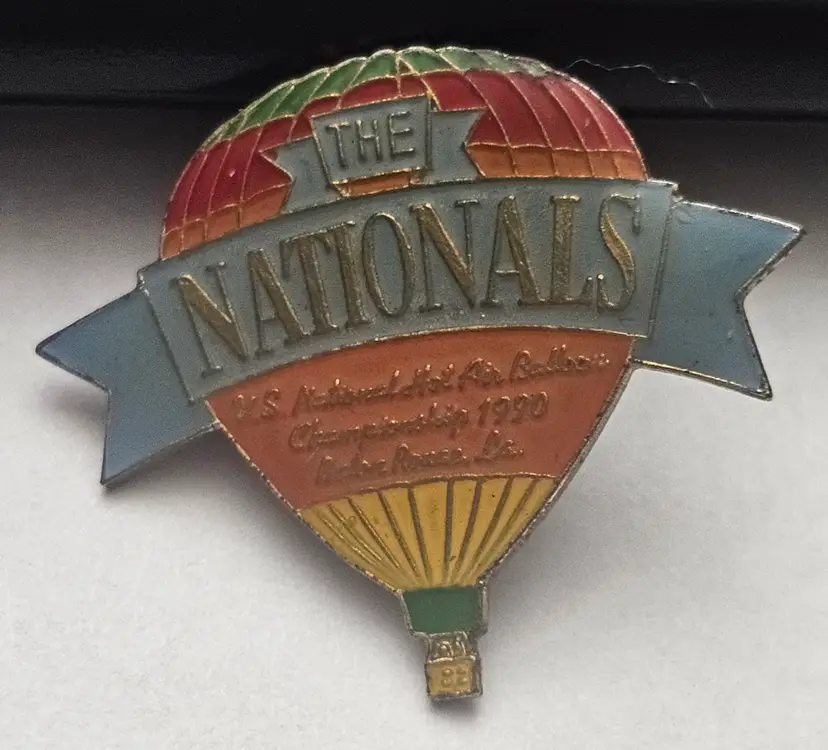 THE
NATIONALS
U.S. National Hot Air Balloon
Championship 1990
Baton Rouge, La.